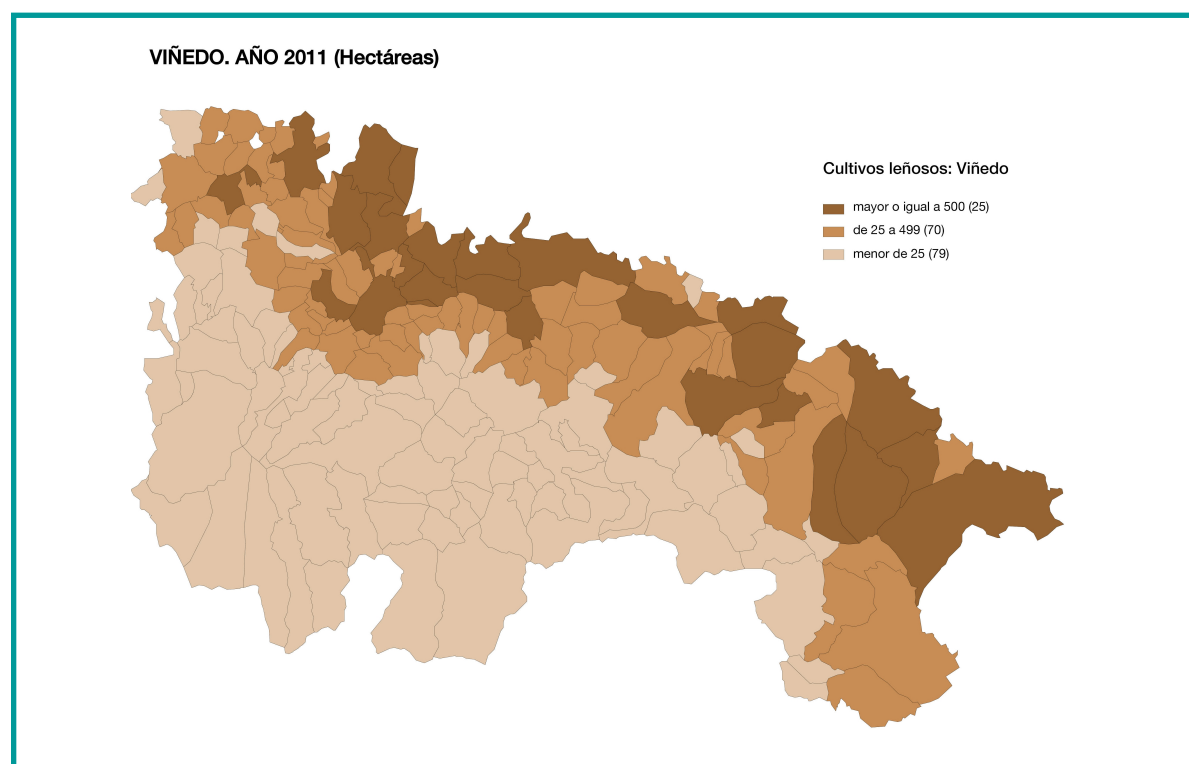 VIÑEDO. AÑO 2011 (Hectáreas)
Cultivos leñosos: Viñedo
mayor o igual a 500 (25)
de 25 a 499 (70)
menor de 25 (79)